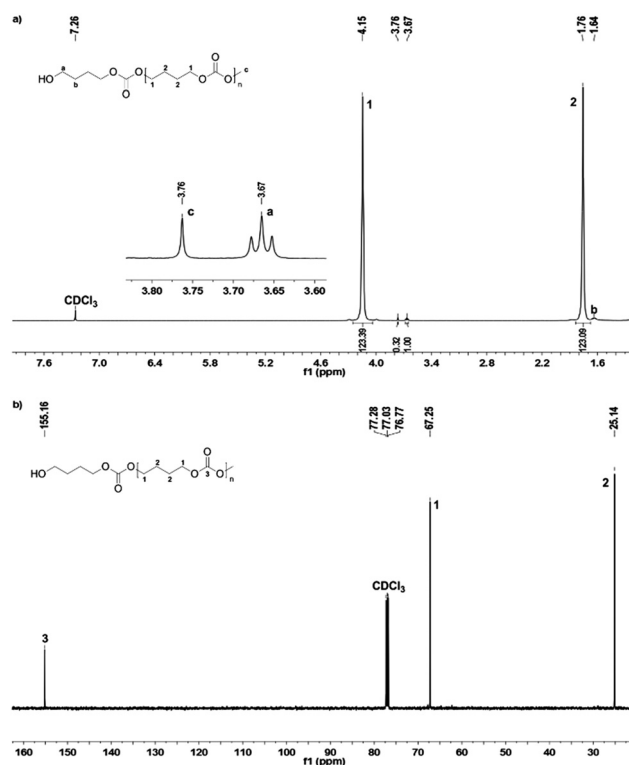 a)
7.26
4.15
3.76
3.67
1.76
1.64
HO a b O O O ( 1 2 2 1 O O O ) n c
1
2
3.76
3.67
c
a
3.80 3.75 3.70 3.65 3.60
f1 (ppm)
CDCl3
b
123.39
0.32
1.00
123.09
7.6 7.0 6.4 5.8 5.2 4.6 4.0 3.4 2.8 2.2 1.6
f1 (ppm)
b)
155.16
77.28
77.03
76.77
67.25
25.14
HO O O O ( 1 2 2 1 O 3 O O ) n
2
1
CDCl3
3
160 150 140 130 120 110 100 90 80 70 60 50 40 30
f1 (ppm)